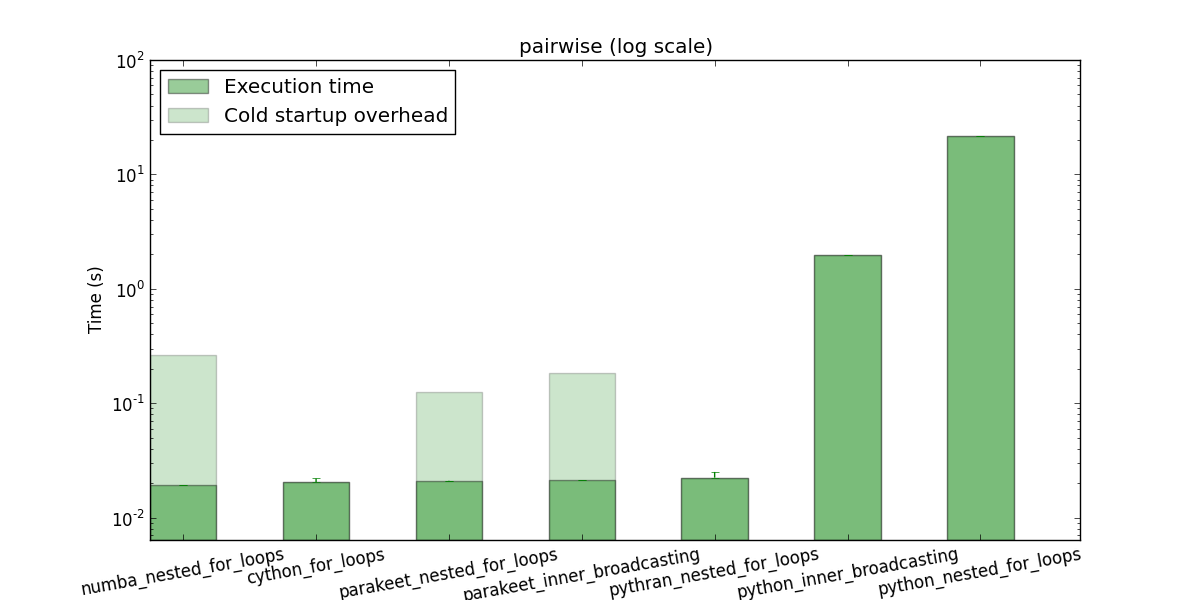 pairwise (log scale)
Execution time
Cold startup overhead
Time (s)
10^2
10^1
10^0
10^-1
10^-2
numba_nested_for_loops
cython_for_loops
parakeet_nested_for_loops
parakeet_inner_broadcasting
pythran_nested_for_loops
python_inner_broadcasting
python_nested_for_loops